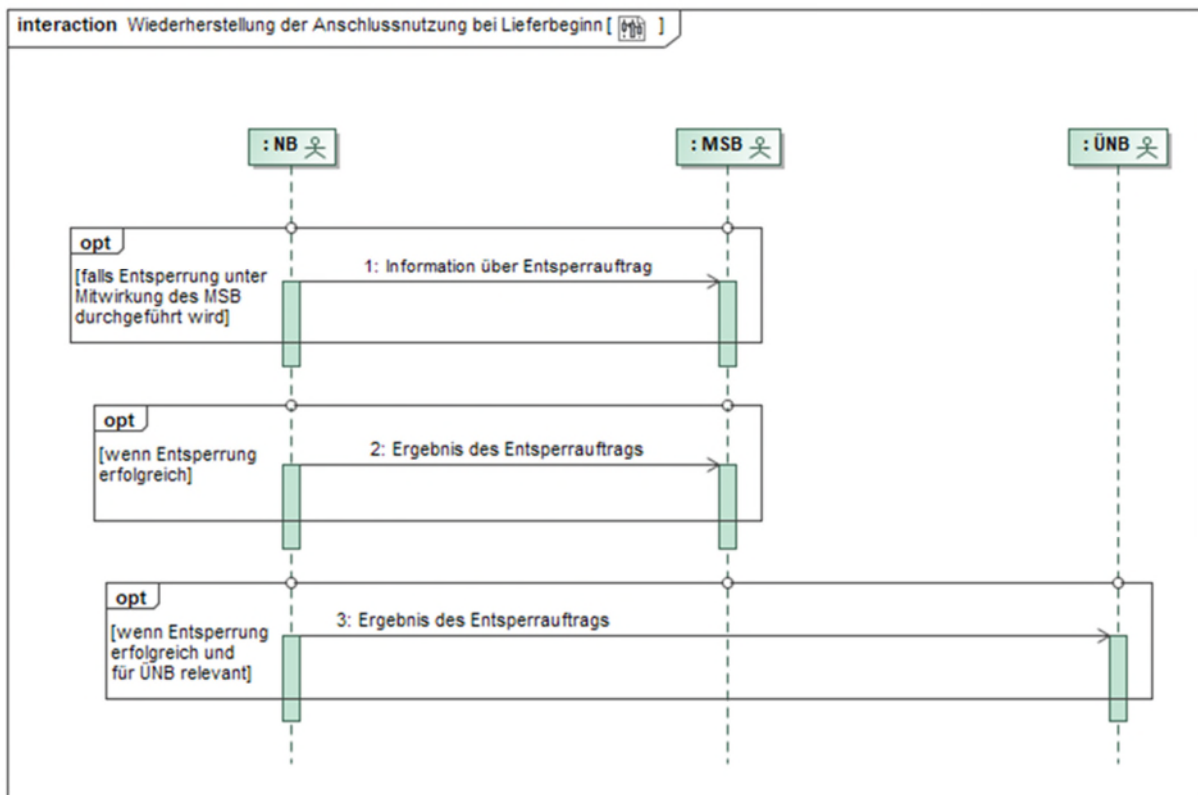 interaction Wiederherstellung der Anschlussnutzung bei Lieferbeginn [ ]
: NB
: MSB
: ÜNB
opt
[falls Entsperrung unter
Mitwirkung des MSB
durchgeführt wird]
1: Information über Entsperrauftrag
opt
[wenn Entsperrung
erfolgreich]
2: Ergebnis des Entsperrauftrags
opt
[wenn Entsperrung
erfolgreich und
für ÜNB relevant]
3: Ergebnis des Entsperrauftrags